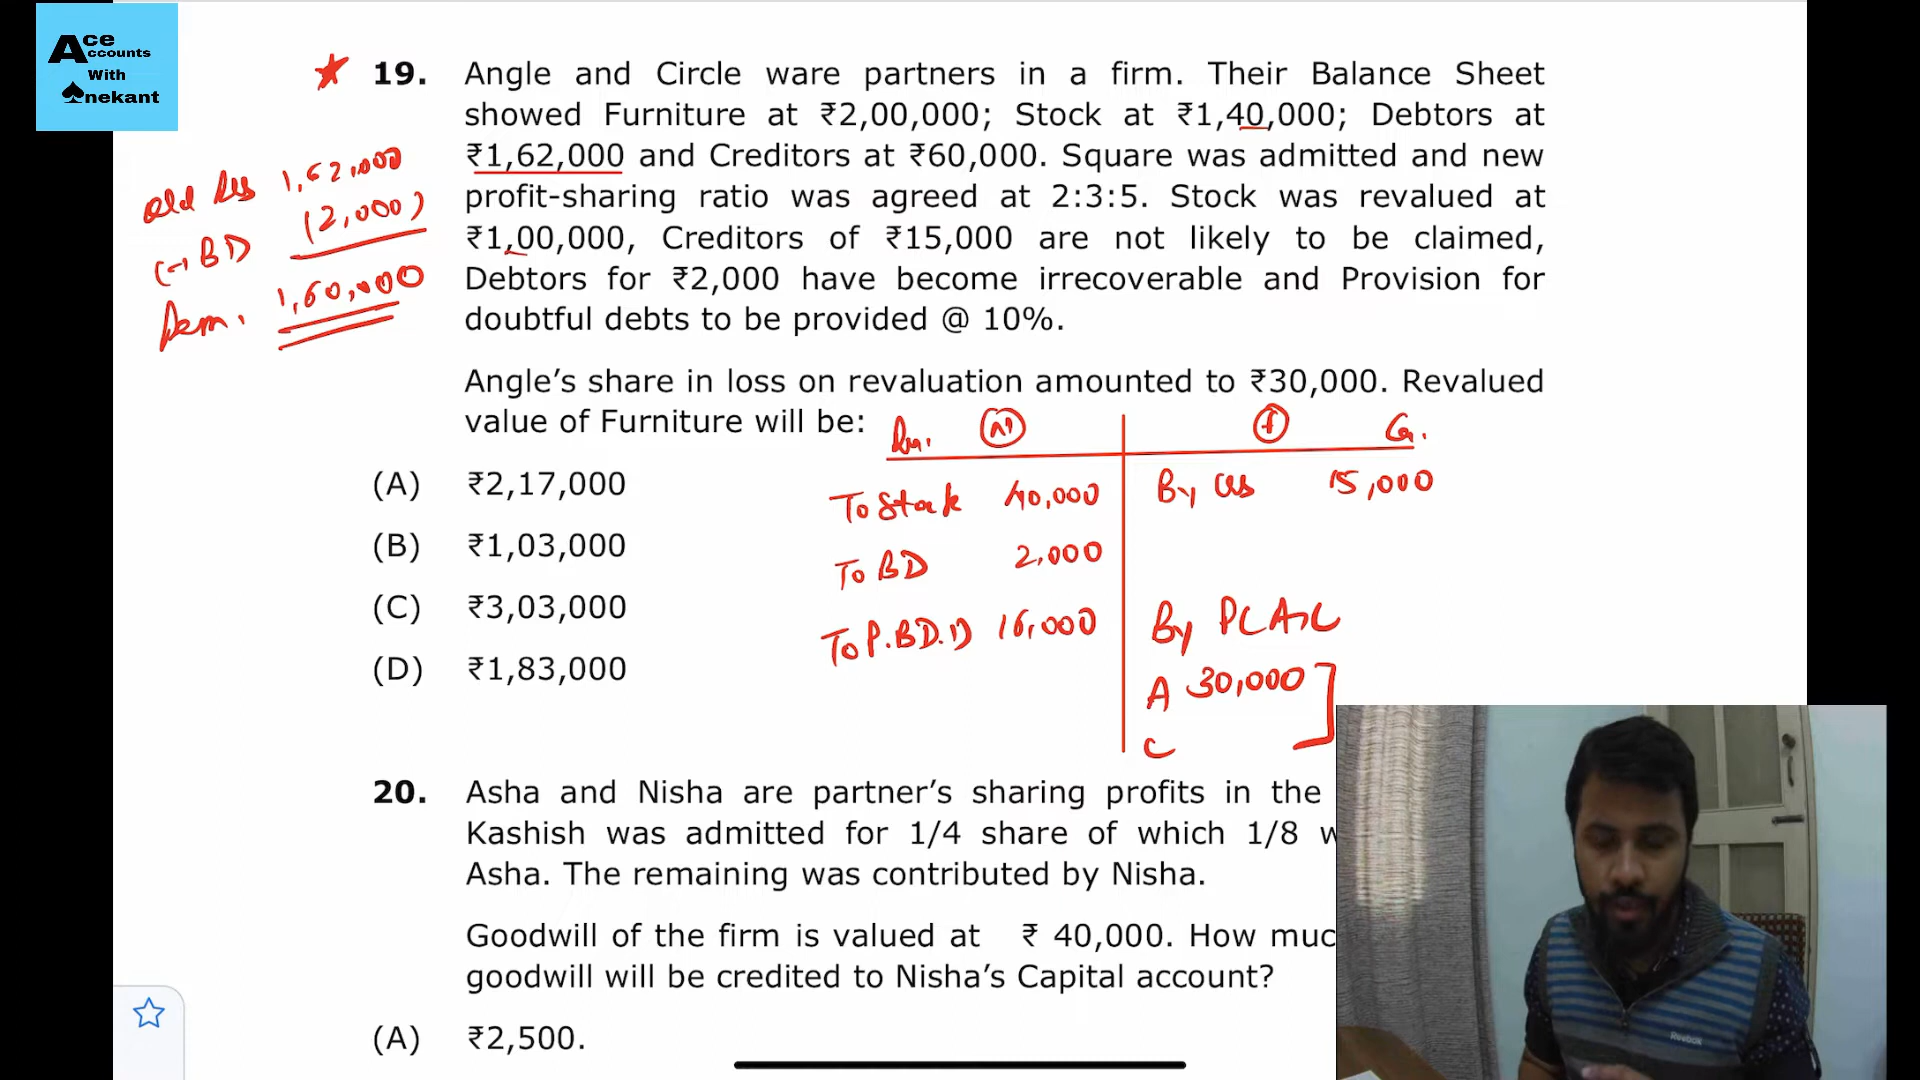 Ace
Accounts
With
Anekant
19. Angle and Circle ware partners in a firm. Their Balance Sheet
showed Furniture at ₹2,00,000; Stock at ₹1,40,000; Debtors at
₹1,62,000 and Creditors at ₹60,000. Square was admitted and new
profit-sharing ratio was agreed at 2:3:5. Stock was revalued at
₹1,00,000, Creditors of ₹15,000 are not likely to be claimed,
Debtors for ₹2,000 have become irrecoverable and Provision for
doubtful debts to be provided @ 10%.
Old 1,62,000
(-) BD (2,000)
1,60,000
Angle’s share in loss on revaluation amounted to ₹30,000. Revalued
value of Furniture will be:
(A) ₹2,17,000
(B) ₹1,03,000
(C) ₹3,03,000
(D) ₹1,83,000
Cr.
To Stock 40,000 By 15,000
To BD 2,000
To P.BD.D 16,000 By PCA/C
A 30,000
C
20. Asha and Nisha are partner’s sharing profits in the
Kashish was admitted for 1/4 share of which 1/8
Asha. The remaining was contributed by Nisha.
Goodwill of the firm is valued at ₹ 40,000. How muc
goodwill will be credited to Nisha’s Capital account?
(A) ₹2,500.
Reebok